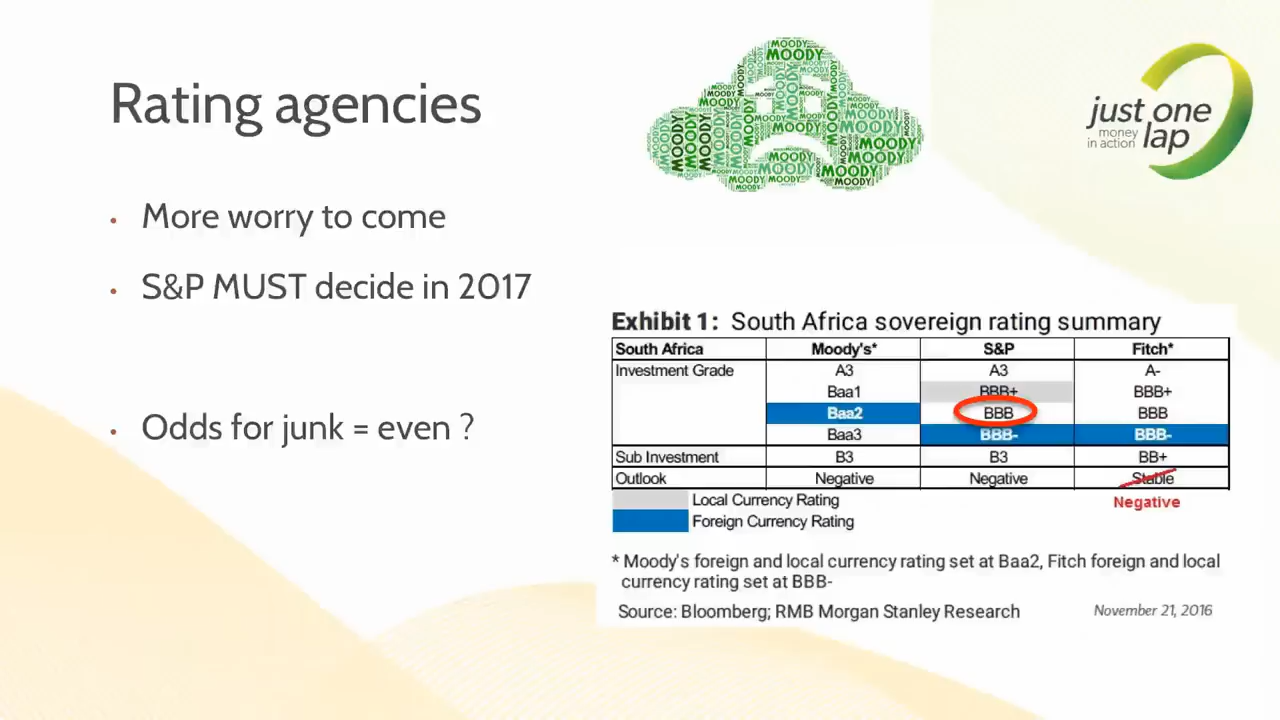 Rating agencies
MOODY
just one
money
in action
lap
• More worry to come
• S&P MUST decide in 2017
• Odds for junk = even ?
Exhibit 1: South Africa sovereign rating summary
South Africa Moody's* S&P Fitch*
Investment Grade A3 A3 A-
Baa1 BBB+ BBB+
Baa2 BBB BBB
Baa3 BBB- BBB-
Sub Investment B3 B3 BB+
Outlook Negative Negative Stable
Negative
Local Currency Rating
Foreign Currency Rating
* Moody's foreign and local currency rating set at Baa2, Fitch foreign and local
currency rating set at BBB-
Source: Bloomberg; RMB Morgan Stanley Research
November 21, 2016